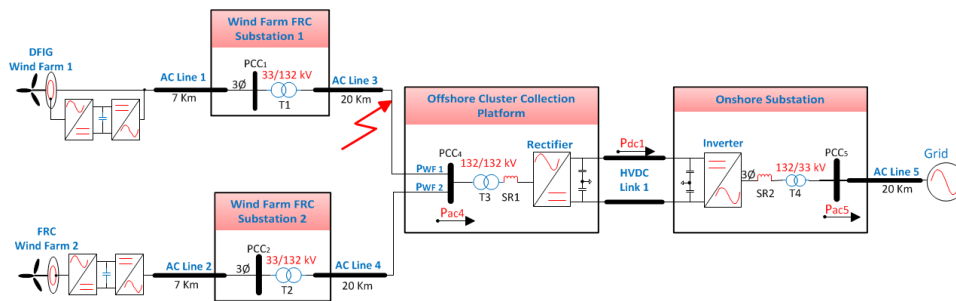 Wind Farm FRC
Substation 1
DFIG
Wind Farm 1
AC Line 1
7 Km
3Ø
PCC1
33/132 kV
T1
AC Line 3
20 Km
Offshore Cluster Collection
Platform
PWF 1
PWF 2
PCC4
132/132 kV
T3
SR1
Rectifier
Pac4
Pdc1
HVDC
Link 1
Onshore Substation
Inverter
3Ø
SR2
132/33 kV
T4
PCC5
Pac5
AC Line 5
20 Km
Grid
Wind Farm FRC
Substation 2
FRC
Wind Farm 2
AC Line 2
7 Km
3Ø
PCC2
33/132 kV
T2
AC Line 4
20 Km